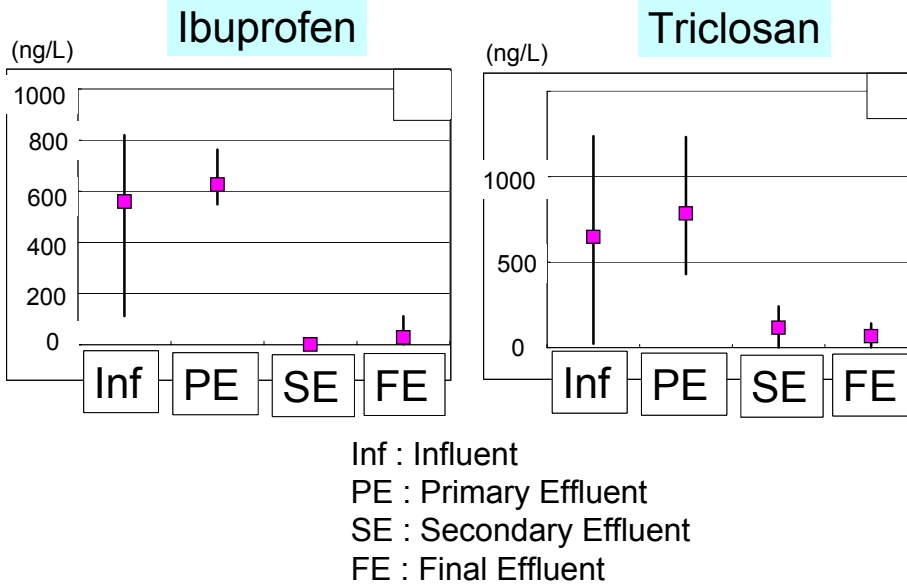 Ibuprofen
(ng/L)
1000
800
600
400
200
0
Inf PE SE FE
Triclosan
(ng/L)
1000
500
0
Inf PE SE FE
Inf : Influent
PE : Primary Effluent
SE : Secondary Effluent
FE : Final Effluent